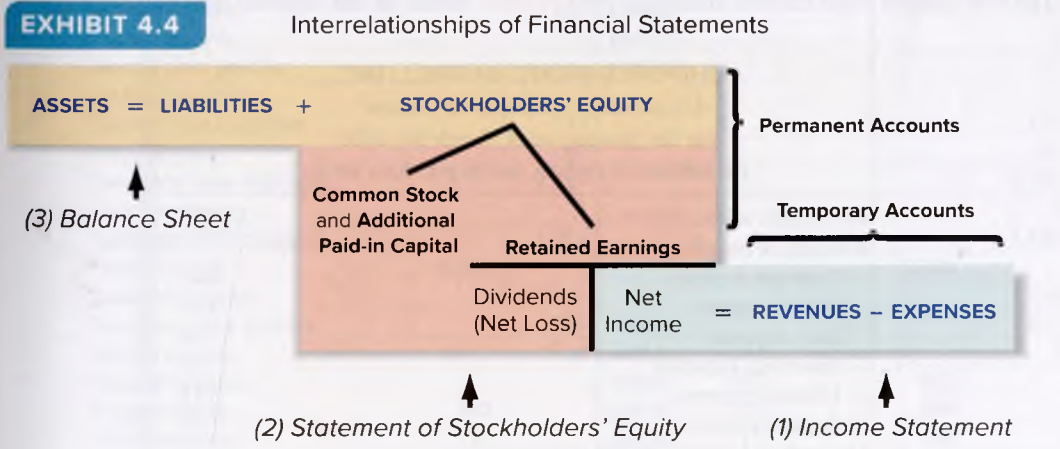 EXHIBIT 4.4
Interrelationships of Financial Statements
ASSETS = LIABILITIES + STOCKHOLDERS' EQUITY
Permanent Accounts
(3) Balance Sheet
Common Stock
and Additional
Paid-in Capital
Retained Earnings
Temporary Accounts
Dividends
(Net Loss)
Net
Income
= REVENUES – EXPENSES
(2) Statement of Stockholders' Equity
(1) Income Statement